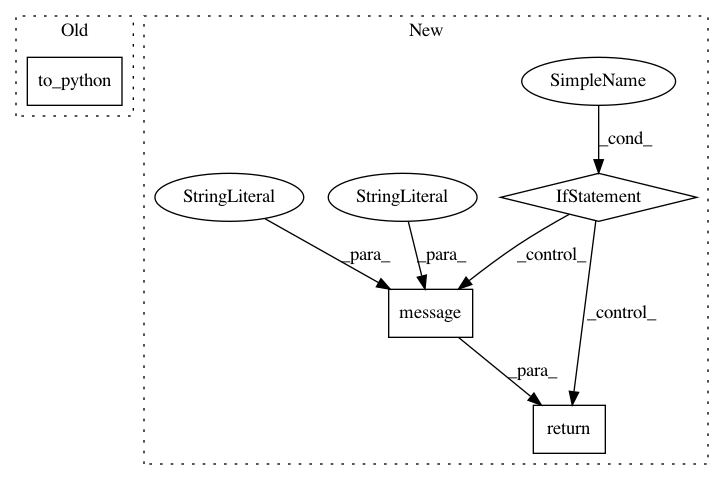 Old
New
to_python
SimpleName
_cond_
StringLiteral
StringLiteral
IfStatement
_para_
_para_
_control_
message
_control_
_para_
return